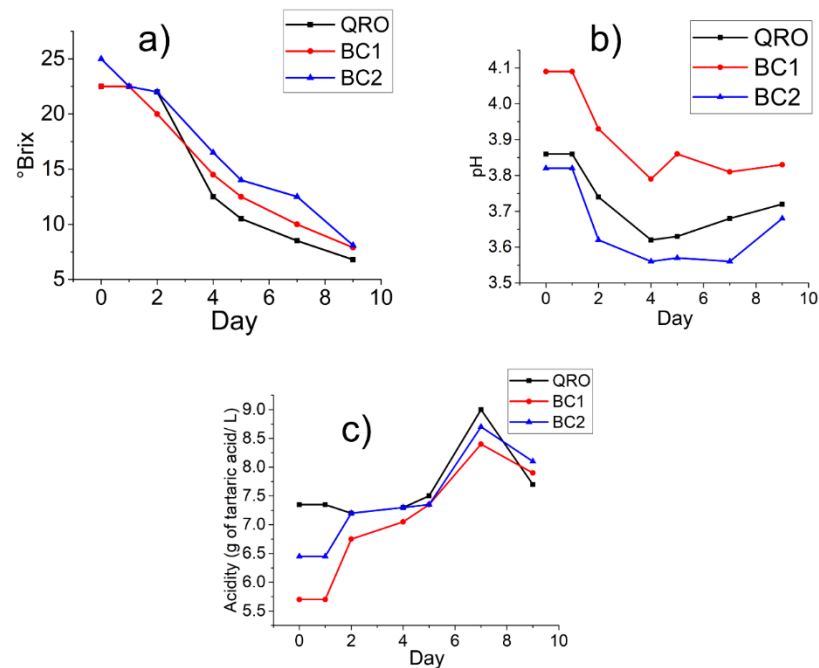 a)
QRO
BC1
BC2
25
20
15
10
5
°Brix
0 2 4 6 8 10
Day
b)
QRO
BC1
BC2
4.1
4.0
3.9
3.8
3.7
3.6
3.5
pH
0 2 4 6 8 10
Day
c)
QRO
BC1
BC2
9.0
8.5
8.0
7.5
7.0
6.5
6.0
5.5
Acidity (g of tartaric acid/ L)
0 2 4 6 8 10
Day